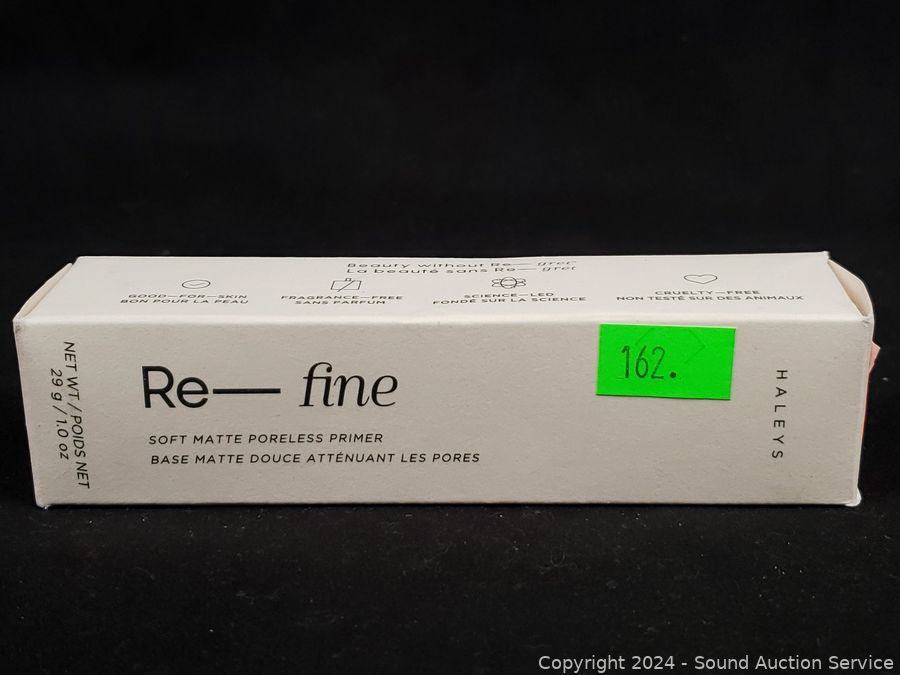 Beauty without Re— gret
La beauté sans Re— gret
GOOD—FOR—SKIN
BON POUR LA PEAU
FRAGRANCE—FREE
SANS PARFUM
SCIENCE—LED
FONDÉ SUR LA SCIENCE
CRUELTY—FREE
NON TESTÉ SUR DES ANIMAUX
NET WT / POIDS NET
29 g / 1.0 oz
Re— fine
SOFT MATTE PORELESS PRIMER
BASE MATTE DOUCE ATTÉNUANT LES PORES
162.
HALEYS
Copyright 2024 - Sound Auction Service